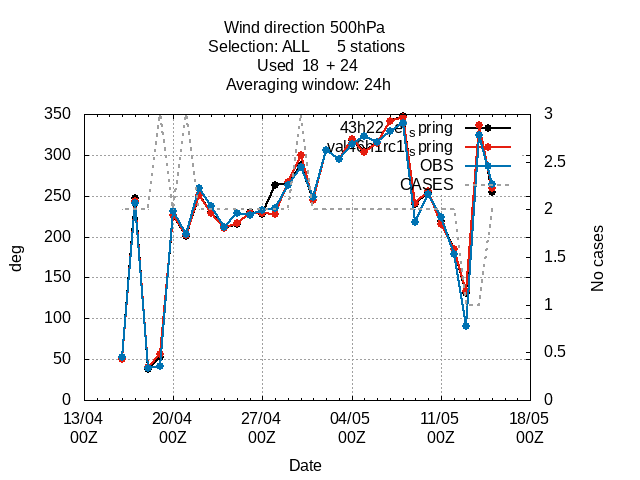 Wind direction 500hPa
Selection: ALL 5 stations
Used 18 + 24
Averaging window: 24h
deg
350
300
250
200
150
100
50
0
3
2.5
2
1.5
1
0.5
0
No cases
pring
pring
OBS
CASES
13/04 20/04 27/04 04/05 11/05 18/05
00Z 00Z 00Z 00Z 00Z 00Z
Date